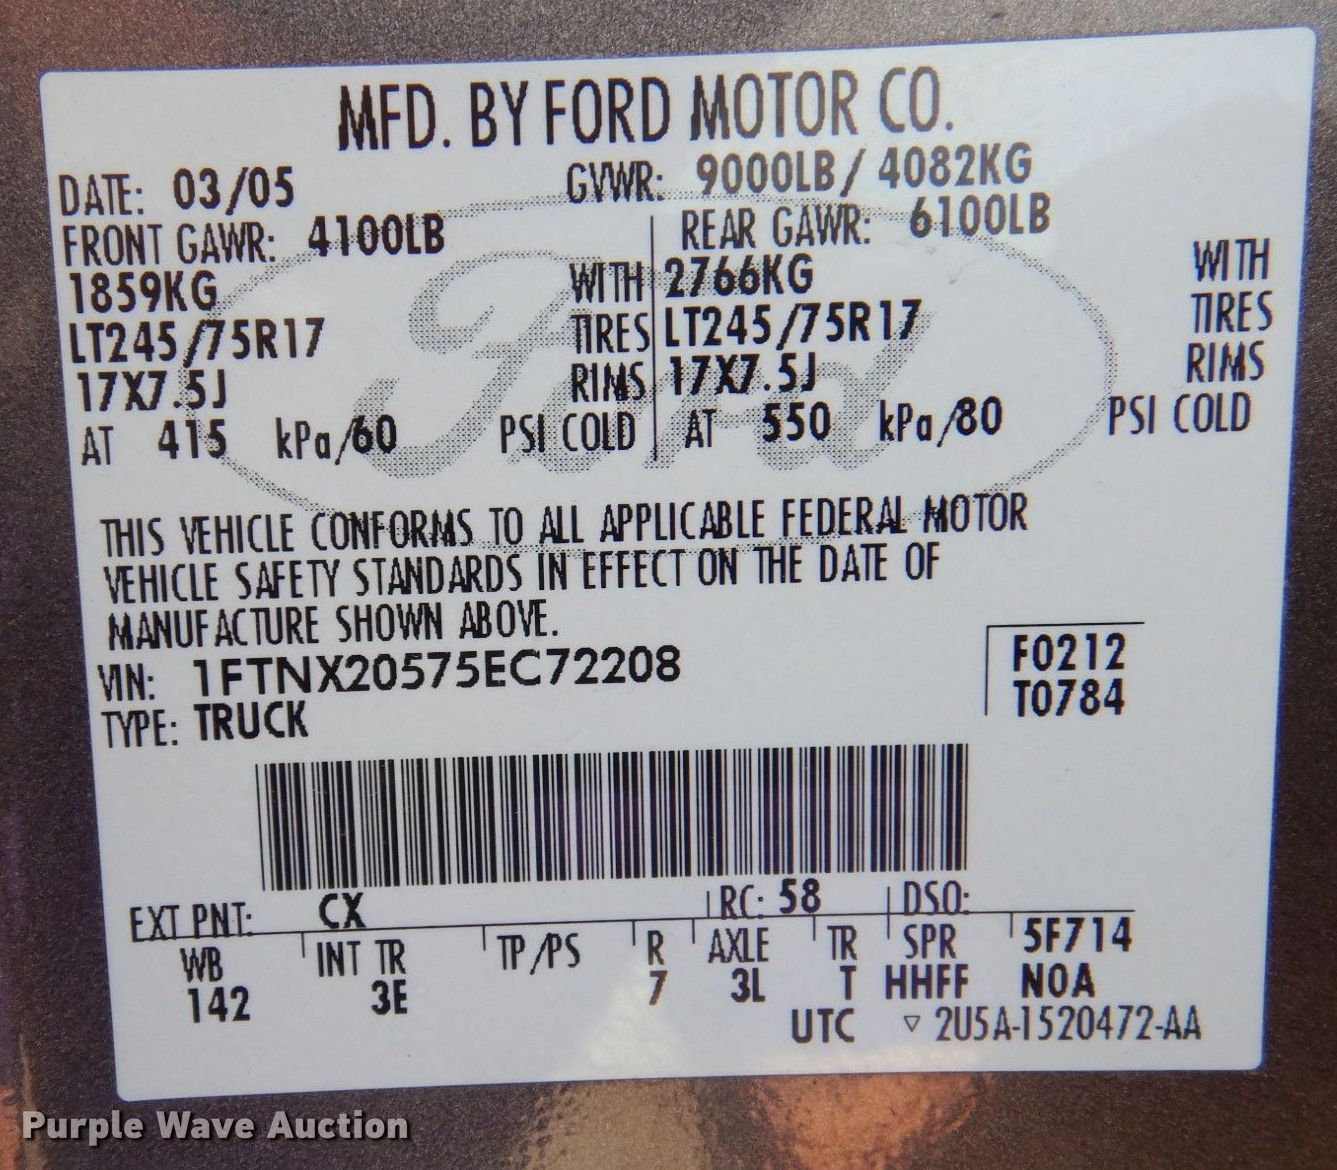 MFD. BY FORD MOTOR CO.
DATE: 03/05 GVWR: 9000LB / 4082KG
FRONT GAWR: 4100LB REAR GAWR: 6100LB
1859KG WITH 2766KG WITH
LT245/75R17 TIRES LT245/75R17 TIRES
17X7.5J RIMS 17X7.5J RIMS
AT 415 kPa/60 PSI COLD AT 550 kPa/80 PSI COLD
Ford
THIS VEHICLE CONFORMS TO ALL APPLICABLE FEDERAL MOTOR
VEHICLE SAFETY STANDARDS IN EFFECT ON THE DATE OF
MANUFACTURE SHOWN ABOVE.
VIN: 1FTNX20575EC72208 F0212
TYPE: TRUCK T0784
EXT PNT: CX RC: 58 DSO:
WB INT TR TP/PS R AXLE TR SPR 5F714
142 3E 7 3L T HHFF NOA
UTC ▽ 2U5A-1520472-AA
Purple Wave Auction